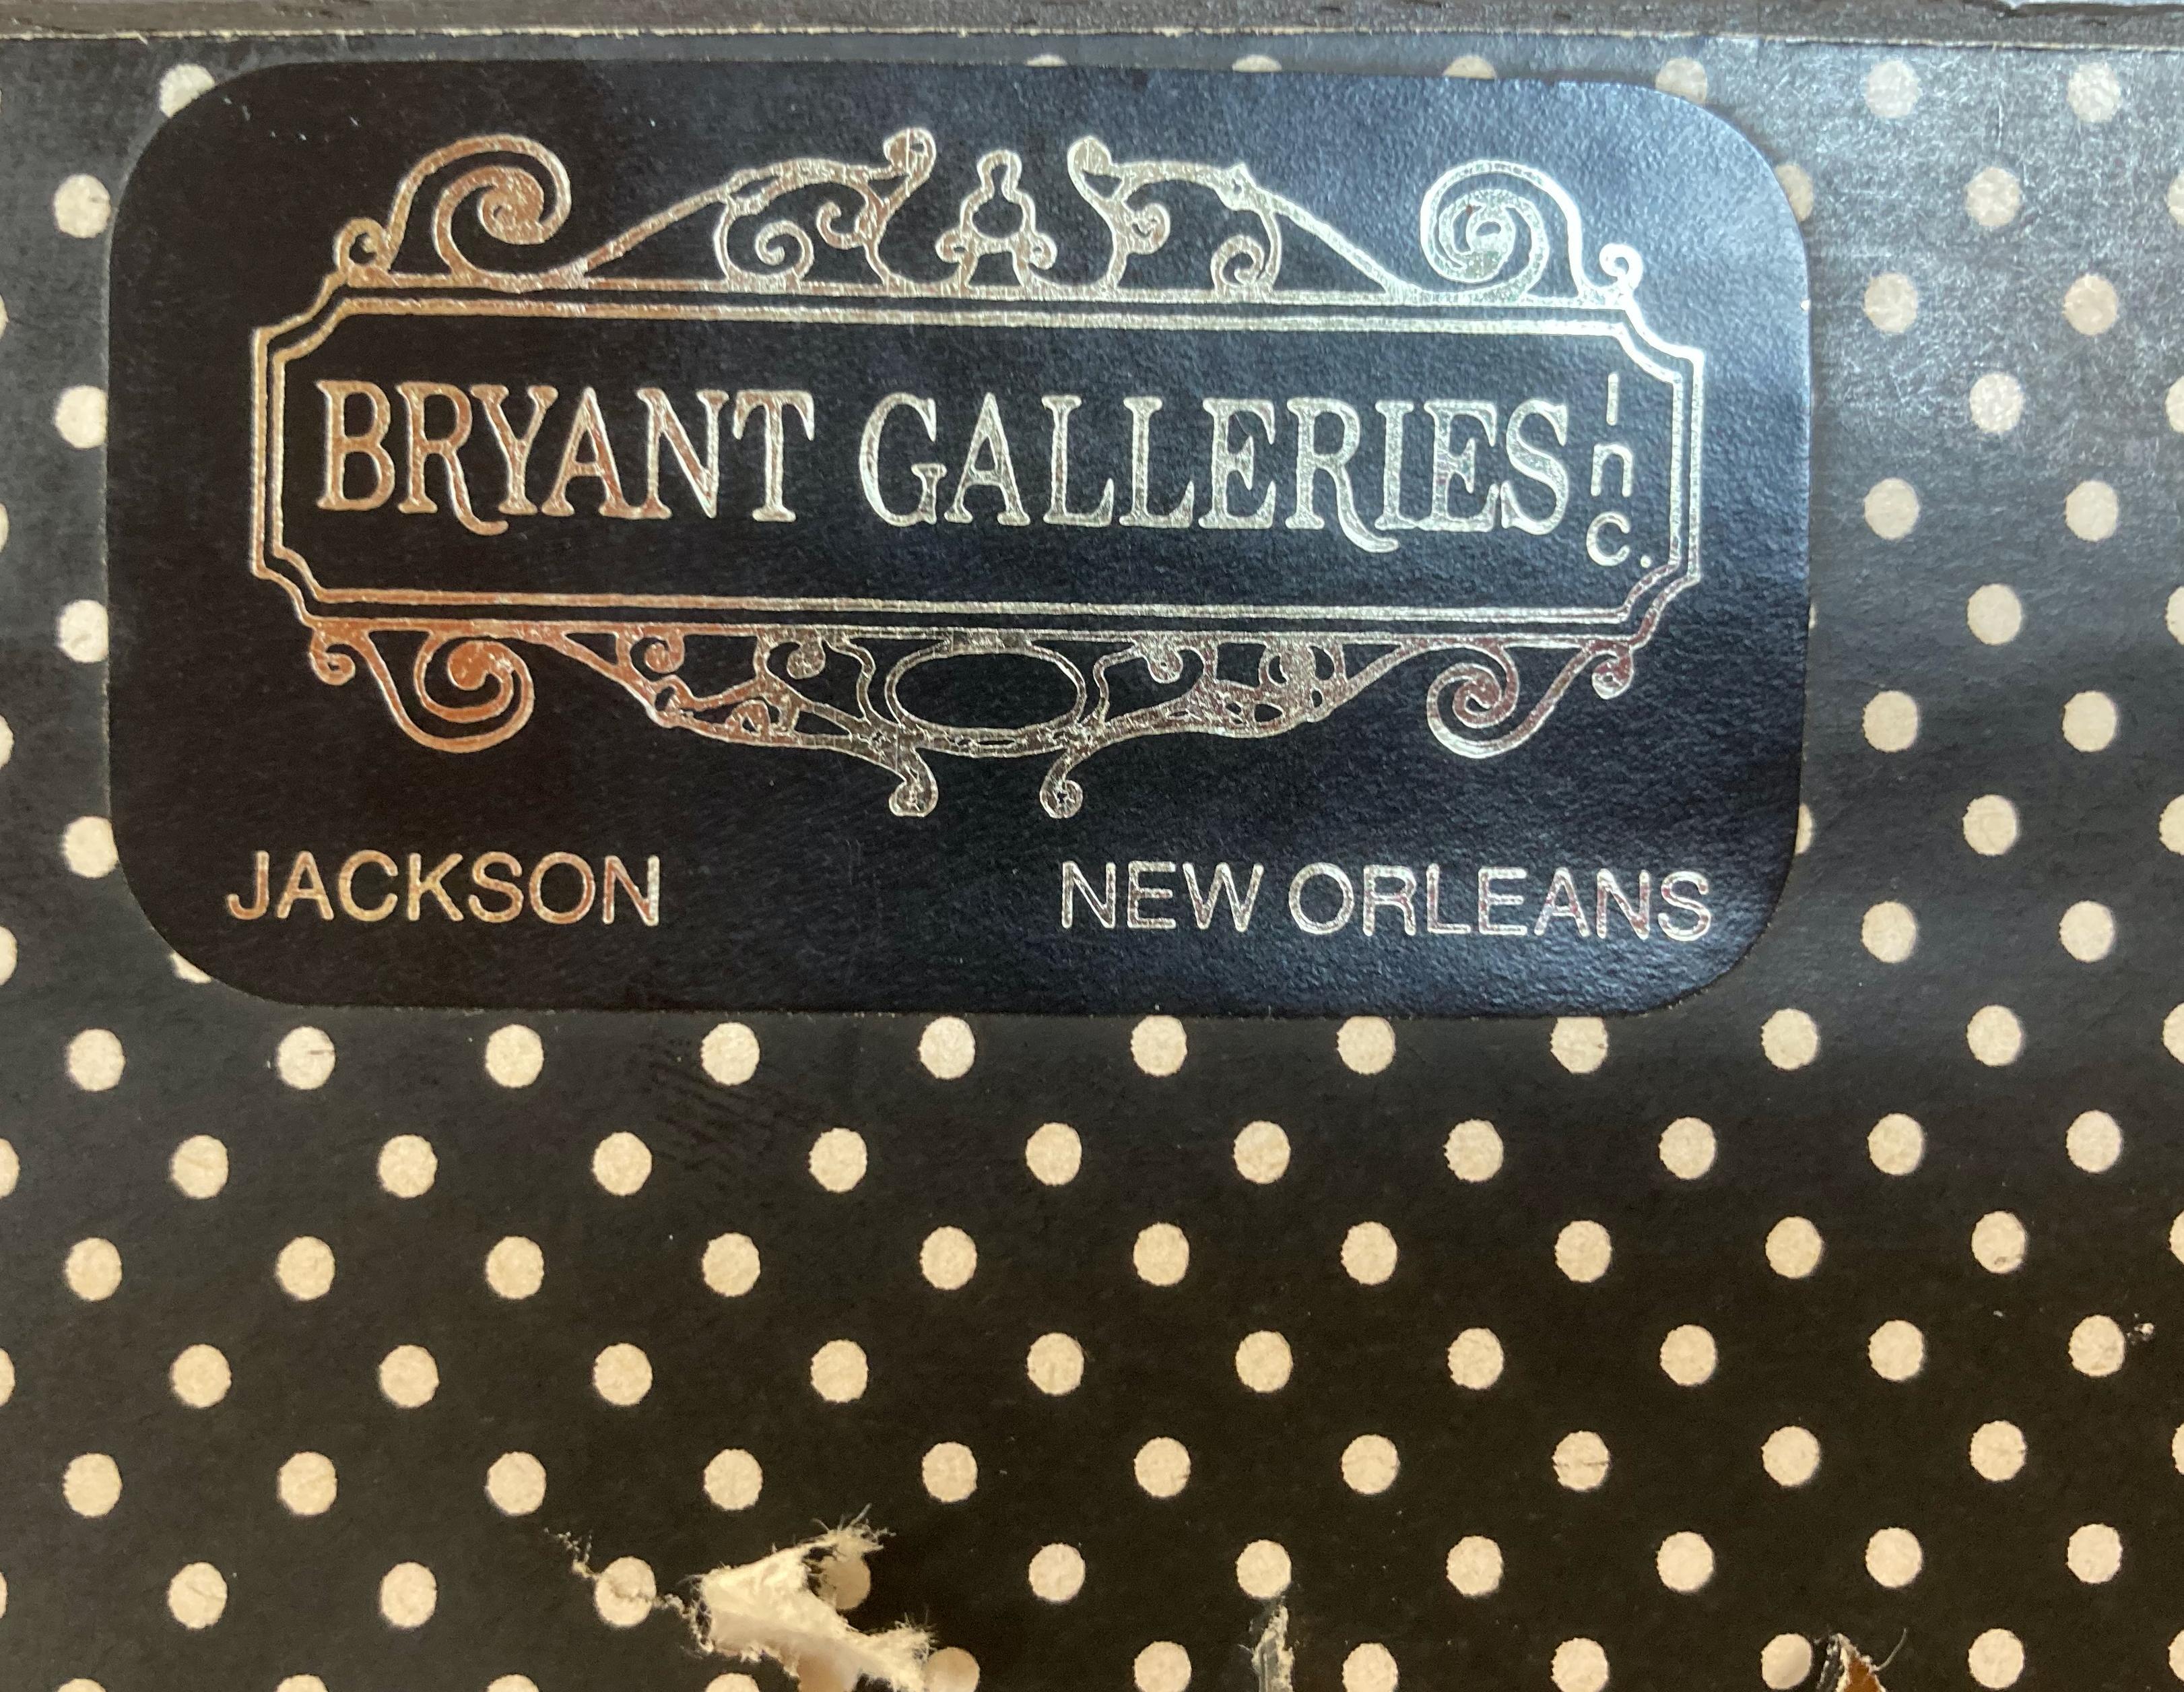 BRYANT GALLERIES Inc.
JACKSON NEW ORLEANS